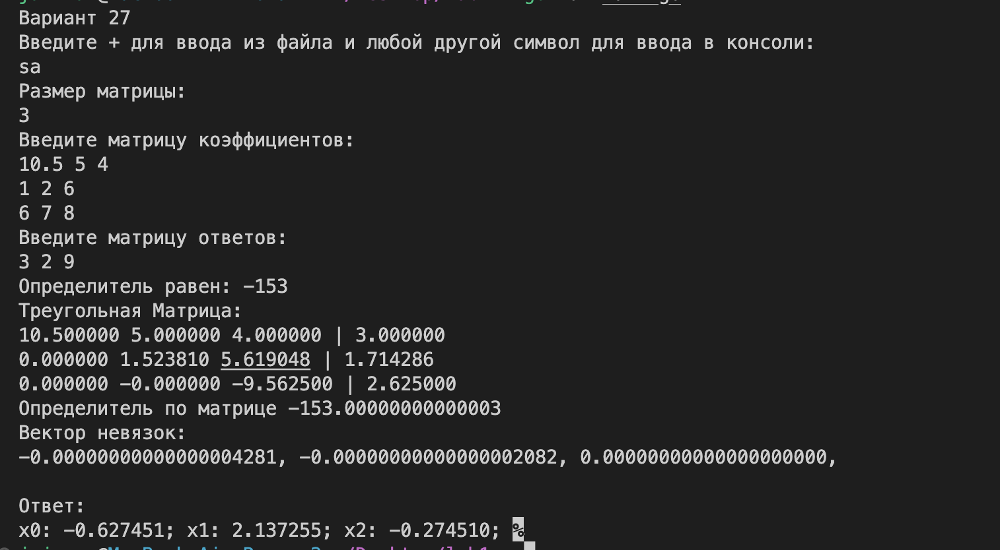 Вариант 27
Введите + для ввода из файла и любой другой символ для ввода в консоли:
sa
Размер матрицы:
3
Введите матрицу коэффициентов:
10.5 5 4
1 2 6
6 7 8
Введите матрицу ответов:
3 2 9
Определитель равен: -153
Треугольная Матрица:
10.500000 5.000000 4.000000 | 3.000000
0.000000 1.523810 5.619048 | 1.714286
0.000000 -0.000000 -9.562500 | 2.625000
Определитель по матрице -153.00000000000003
Вектор невязок:
-0.00000000000000004281, -0.00000000000000002082, 0.00000000000000000000,
Ответ:
x0: -0.627451; x1: 2.137255; x2: -0.274510; %